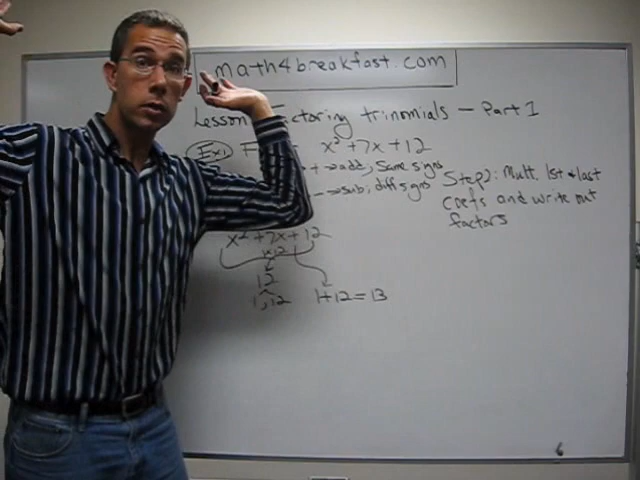 math4breakfast.com
Lesson Factoring trinomials - Part 1
Ex1 F x² + 7x + 12
+ → add, same signs
- → sub, diff signs
Step 2: Mult. 1st & last
coefs and write out
factors
x² + 7x + 12
x12
12
1, 12 1 + 12 = 13
6